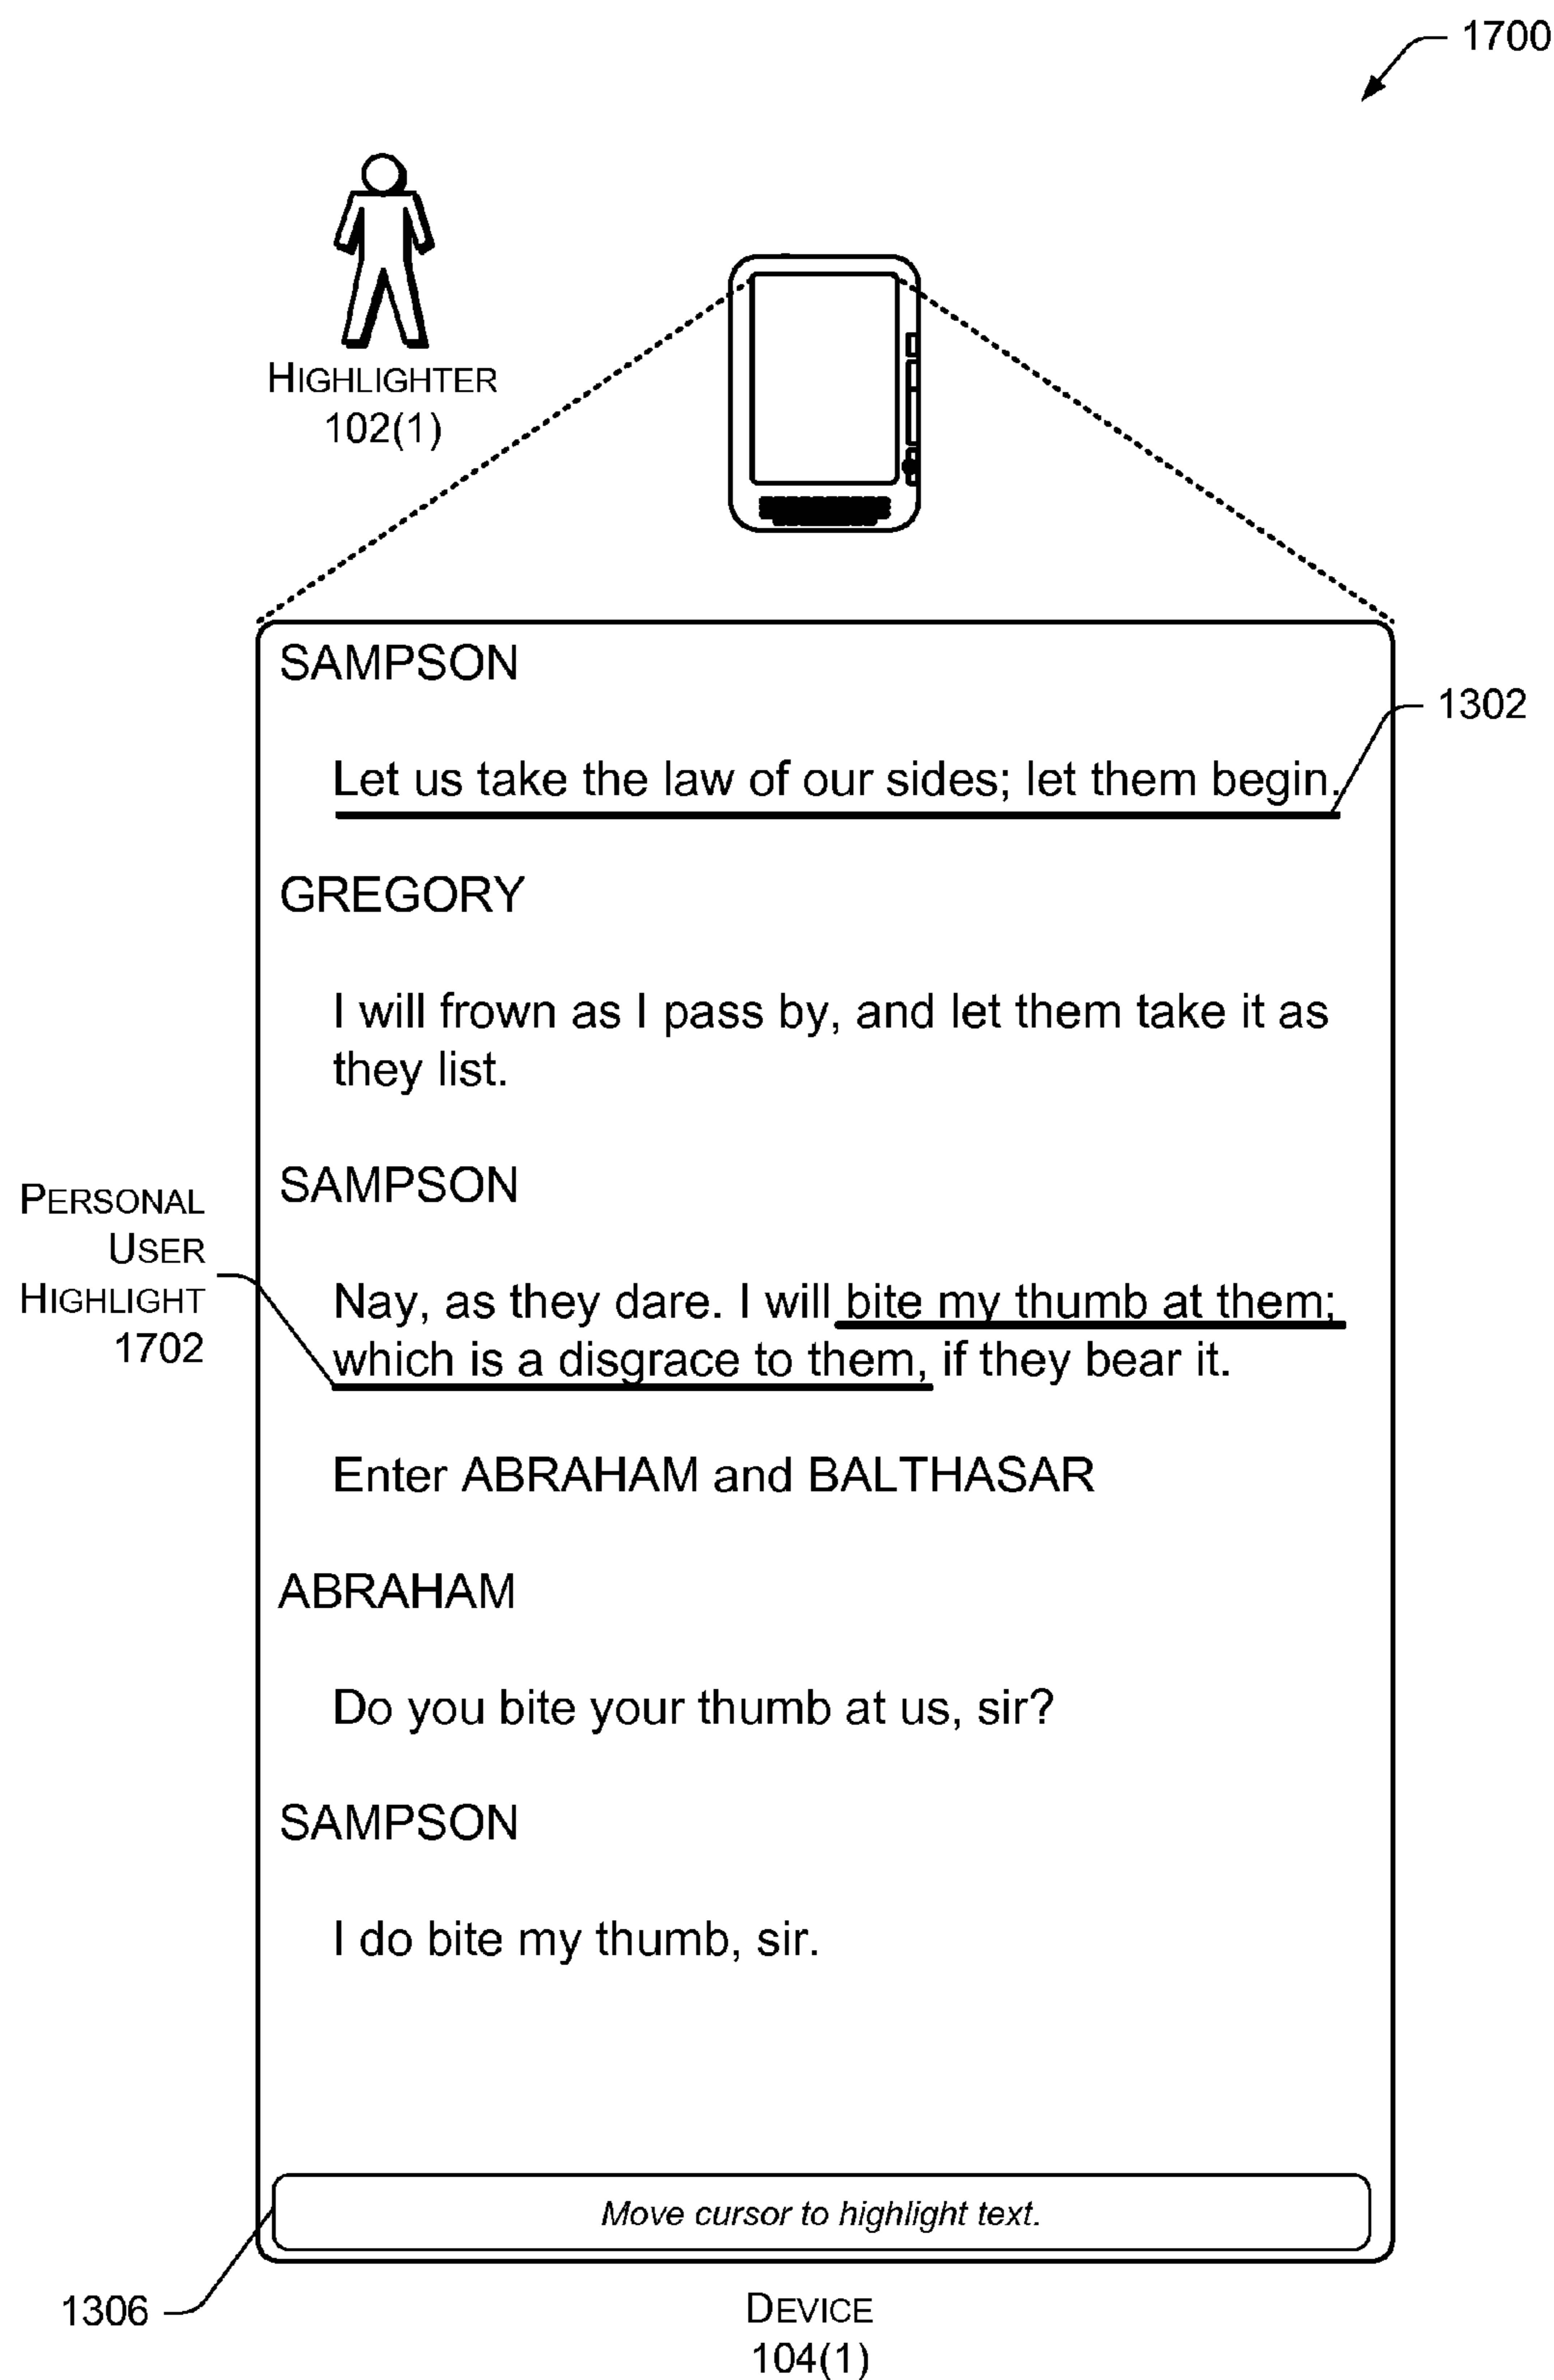 1700
HIGHLIGHTER
102(1)
SAMPSON
1302
Let us take the law of our sides; let them begin.
GREGORY
I will frown as I pass by, and let them take it as
they list.
SAMPSON
PERSONAL
USER
HIGHLIGHT
1702
Nay, as they dare. I will bite my thumb at them;
which is a disgrace to them, if they bear it.
Enter ABRAHAM and BALTHASAR
ABRAHAM
Do you bite your thumb at us, sir?
SAMPSON
I do bite my thumb, sir.
Move cursor to highlight text.
1306
DEVICE
104(1)